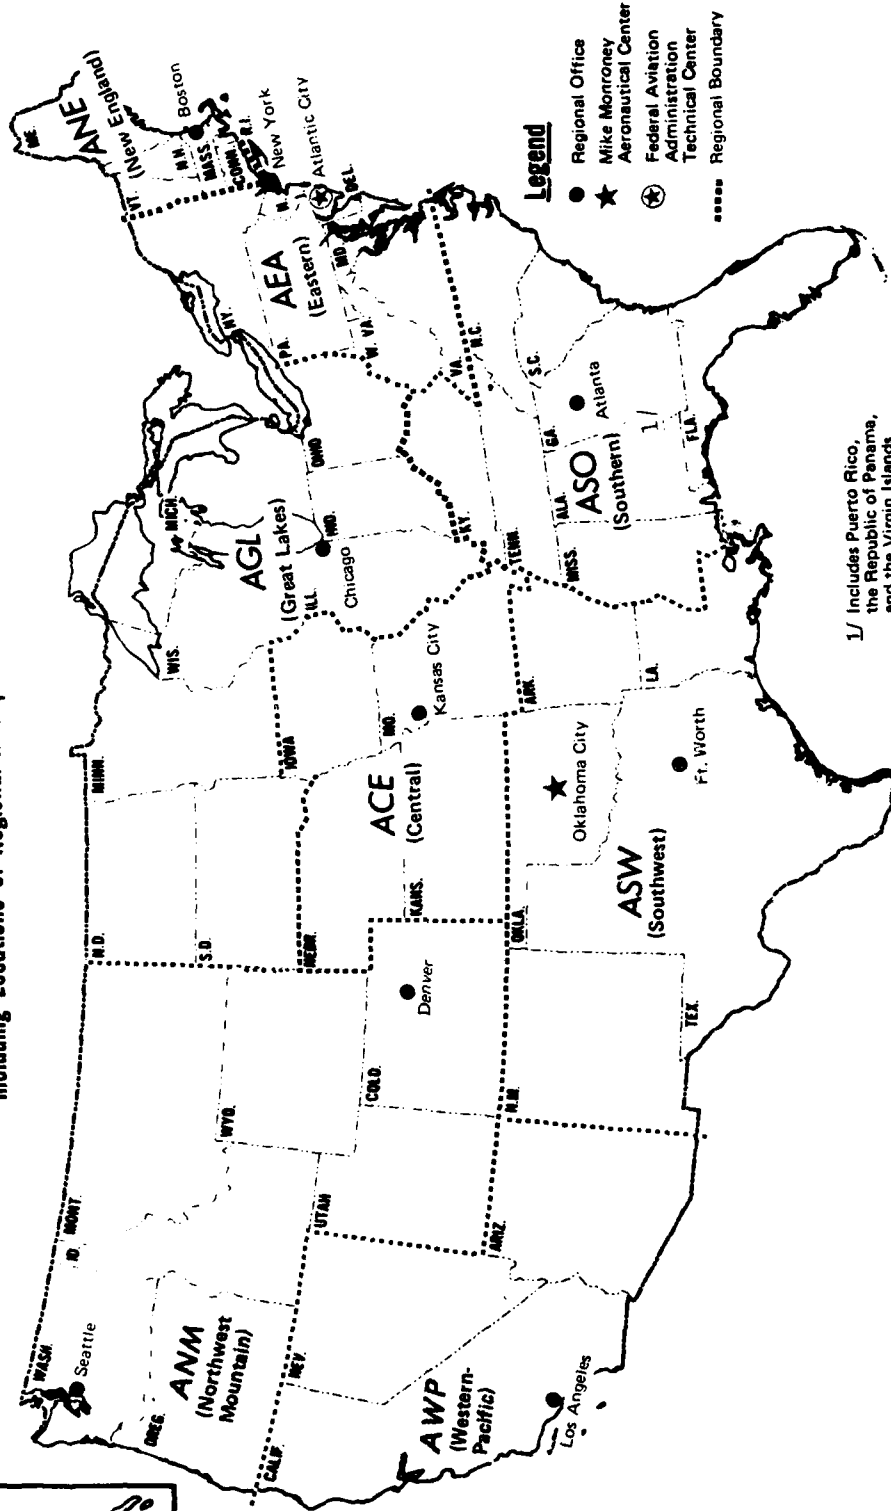 WASH.
Seattle
ID
MONT
N.D.
MINN.
OREG.
ANM
(Northwest
Mountain)
WYO.
S.D.
WIS.
MICH.
ME.
ANE
(New England)
VT.
N.H.
Boston
MASS.
CONN.
R.I.
NY.
New York
N.J.
Atlantic City
AEA
(Eastern)
PA.
DEL.
MD.
W. VA.
VA.
AGL
(Great Lakes)
Chicago
ILL.
IND.
OHIO
IOWA
NEBR.
CALIF.
NEV.
UTAH
COLO.
Denver
ACE
(Central)
KANS.
MO.
Kansas City
KY.
AWP
(Western-
Pacific)
Los Angeles
ARIZ.
N.M.
OKLA.
Oklahoma City
ARK.
TENN.
N.C.
S.C.
ASW
(Southwest)
TEX.
Ft. Worth
LA.
MISS.
ALA.
GA.
ASO
(Southern)
1/
Atlanta
FLA.
Legend
Regional Office
Mike Monroney
Aeronautical Center
Federal Aviation
Administration
Technical Center
Regional Boundary
1/ Includes Puerto Rico,
the Republic of Panama,
and the Virgin Islands